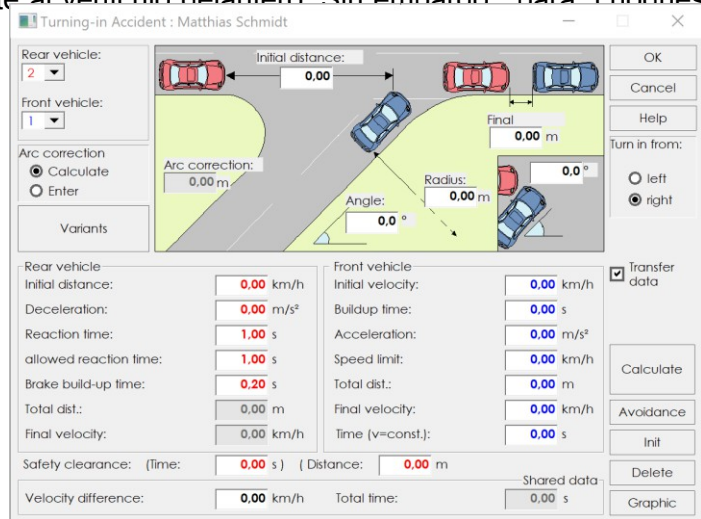 Turning-in Accident : Matthias Schmidt
Rear vehicle:
2
Front vehicle:
1
Initial distance:
0,00
Final
0,00 m
Arc correction
Calculate
Enter
Variants
Arc correction:
0,00 m
Angle:
0,0 °
Radius:
0,00 m
0,0 °
OK
Cancel
Help
Turn in from:
left
right
Transfer
data
Rear vehicle
Initial distance: 0,00 km/h
Deceleration: 0,00 m/s²
Reaction time: 1,00 s
allowed reaction time: 1,00 s
Brake build-up time: 0,20 s
Total dist.: 0,00 m
Final velocity: 0,00 km/h
Front vehicle
Initial velocity: 0,00 km/h
Buildup time: 0,00 s
Acceleration: 0,00 m/s²
Speed limit: 0,00 km/h
Total dist.: 0,00 m
Final velocity: 0,00 km/h
Time (v=const.): 0,00 s
Safety clearance: (Time: 0,00 s ) ( Distance: 0,00 m
Shared data
Velocity difference: 0,00 km/h Total time: 0,00 s
Calculate
Avoidance
Init
Delete
Graphic